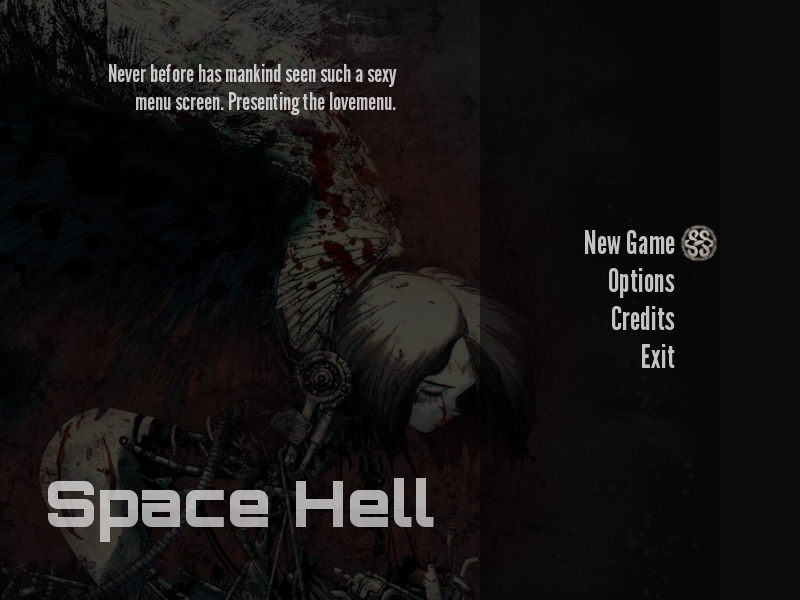 Never before has mankind seen such a sexy
menu screen. Presenting the lovemenu.
New Game
Options
Credits
Exit
Space Hell